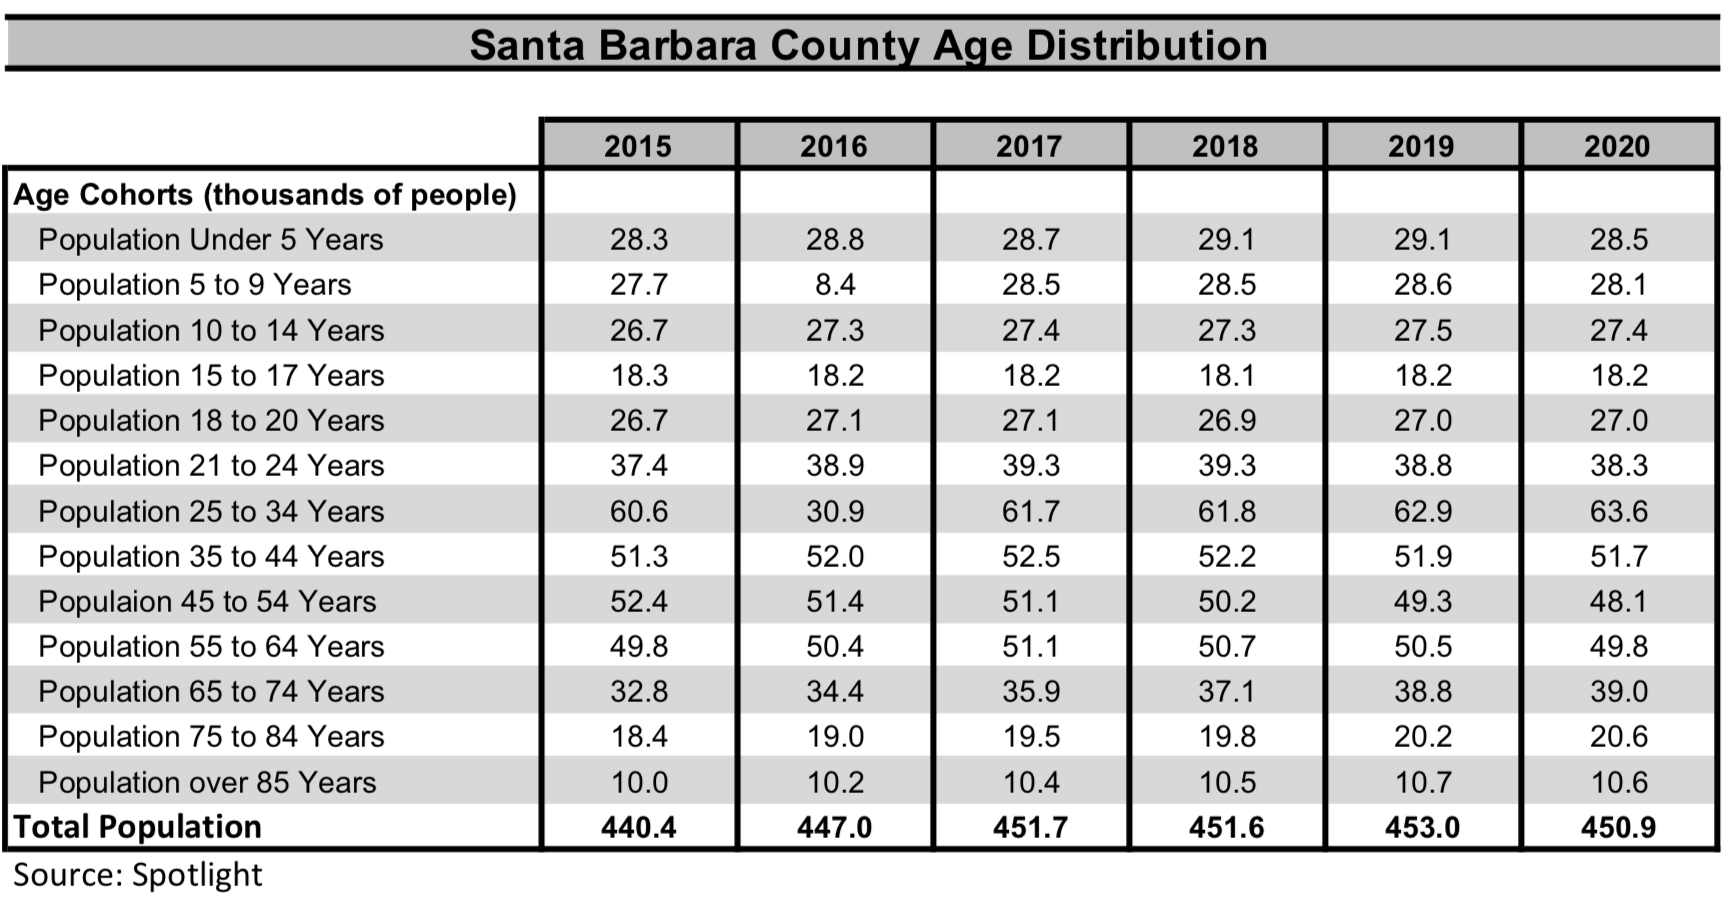 Santa Barbara County Age Distribution
2015 2016 2017 2018 2019 2020
Age Cohorts (thousands of people)
Population Under 5 Years 28.3 28.8 28.7 29.1 29.1 28.5
Population 5 to 9 Years 27.7 8.4 28.5 28.5 28.6 28.1
Population 10 to 14 Years 26.7 27.3 27.4 27.3 27.5 27.4
Population 15 to 17 Years 18.3 18.2 18.2 18.1 18.2 18.2
Population 18 to 20 Years 26.7 27.1 27.1 26.9 27.0 27.0
Population 21 to 24 Years 37.4 38.9 39.3 39.3 38.8 38.3
Population 25 to 34 Years 60.6 30.9 61.7 61.8 62.9 63.6
Population 35 to 44 Years 51.3 52.0 52.5 52.2 51.9 51.7
Populaion 45 to 54 Years 52.4 51.4 51.1 50.2 49.3 48.1
Population 55 to 64 Years 49.8 50.4 51.1 50.7 50.5 49.8
Population 65 to 74 Years 32.8 34.4 35.9 37.1 38.8 39.0
Population 75 to 84 Years 18.4 19.0 19.5 19.8 20.2 20.6
Population over 85 Years 10.0 10.2 10.4 10.5 10.7 10.6
Total Population 440.4 447.0 451.7 451.6 453.0 450.9
Source: Spotlight